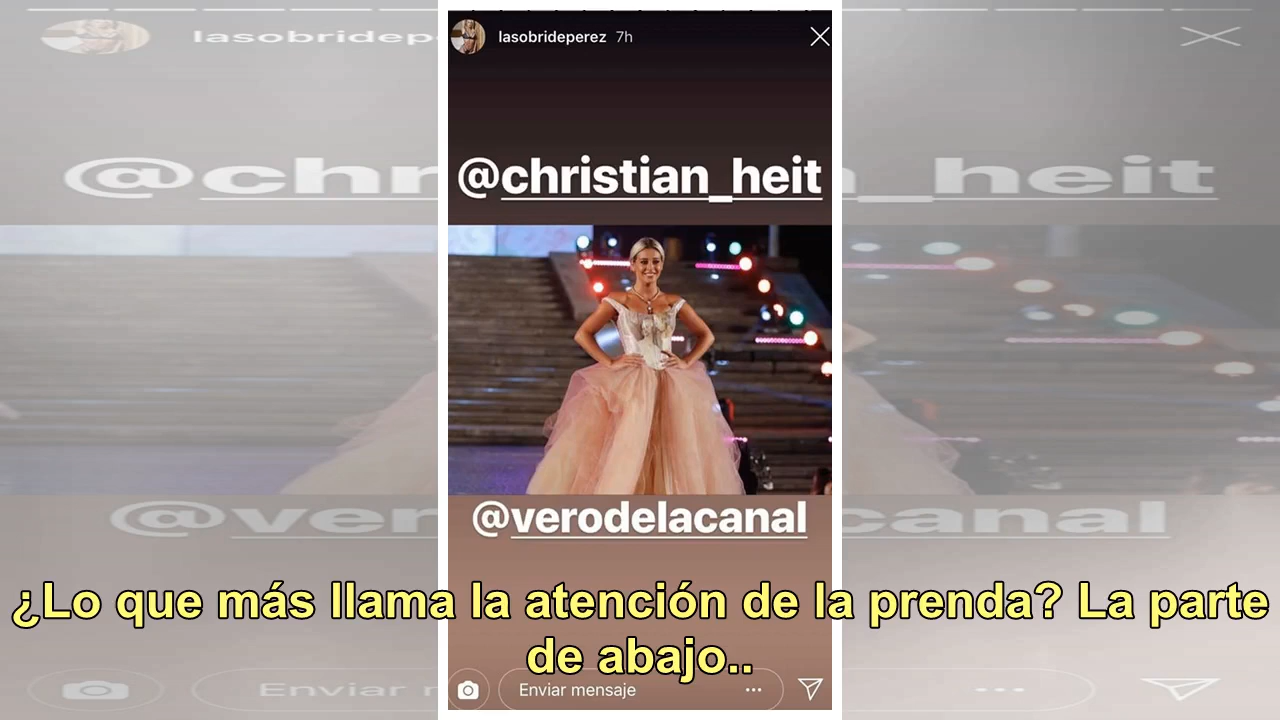 lasobrideperez 7h
@christian_heit
@verodelacanal
¿Lo que más llama la atención de la prenda? La parte
de abajo..
Enviar mensaje